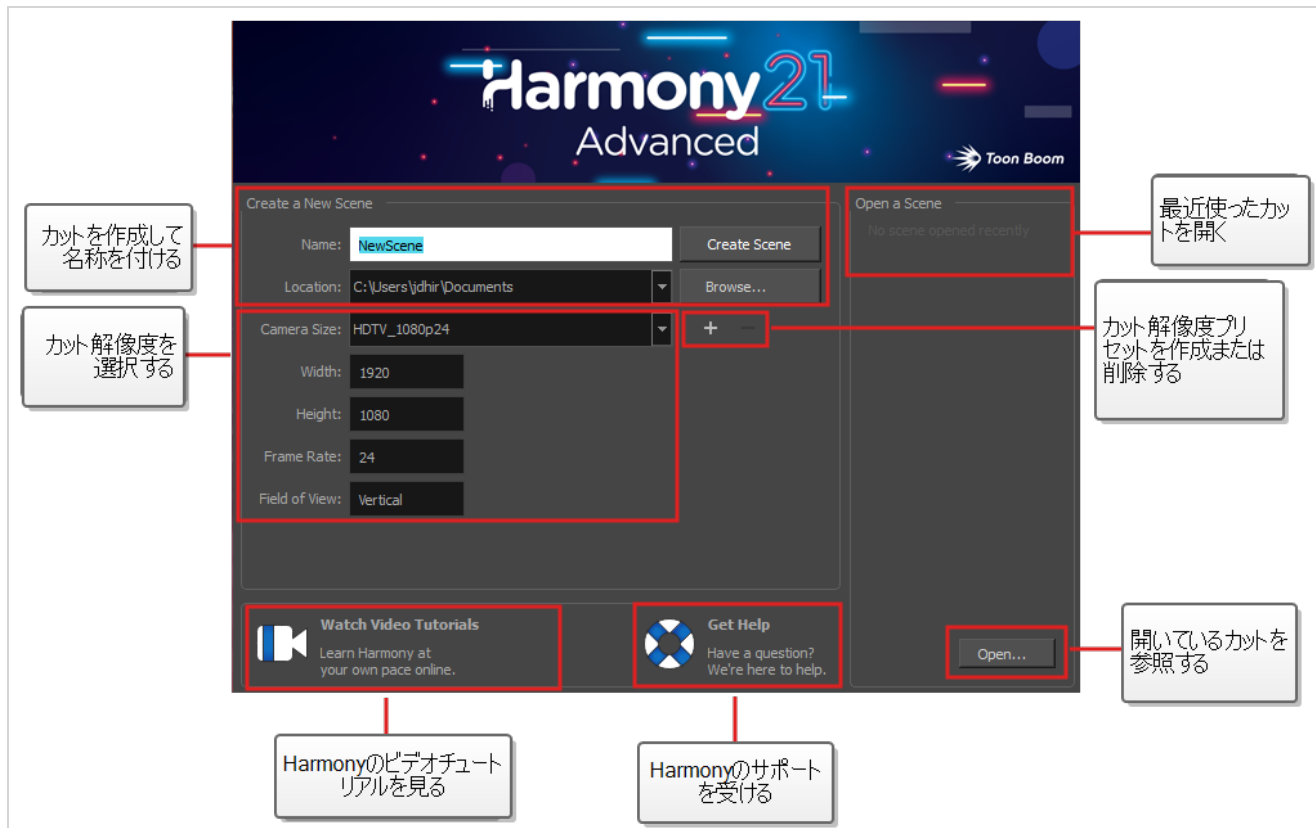 Harmony 21
Advanced
Toon Boom
Create a New Scene
Name:
NewScene
Create Scene
Location:
C:\Users\jdhir\Documents
Browse...
Camera Size:
HDTV_1080p24
+ −
Width:
1920
Height:
1080
Frame Rate:
24
Field of View:
Vertical
Open a Scene
No scene opened recently
Watch Video Tutorials
Learn Harmony at
your own pace online.
Get Help
Have a question?
We're here to help.
Open...
カットを作成して
名称を付ける
カット解像度を
選択する
最近使ったカッ
トを開く
カット解像度プリ
セットを作成または
削除する
開いているカットを
参照する
Harmonyのビデオチュート
リアルを見る
Harmonyのサポート
を受ける